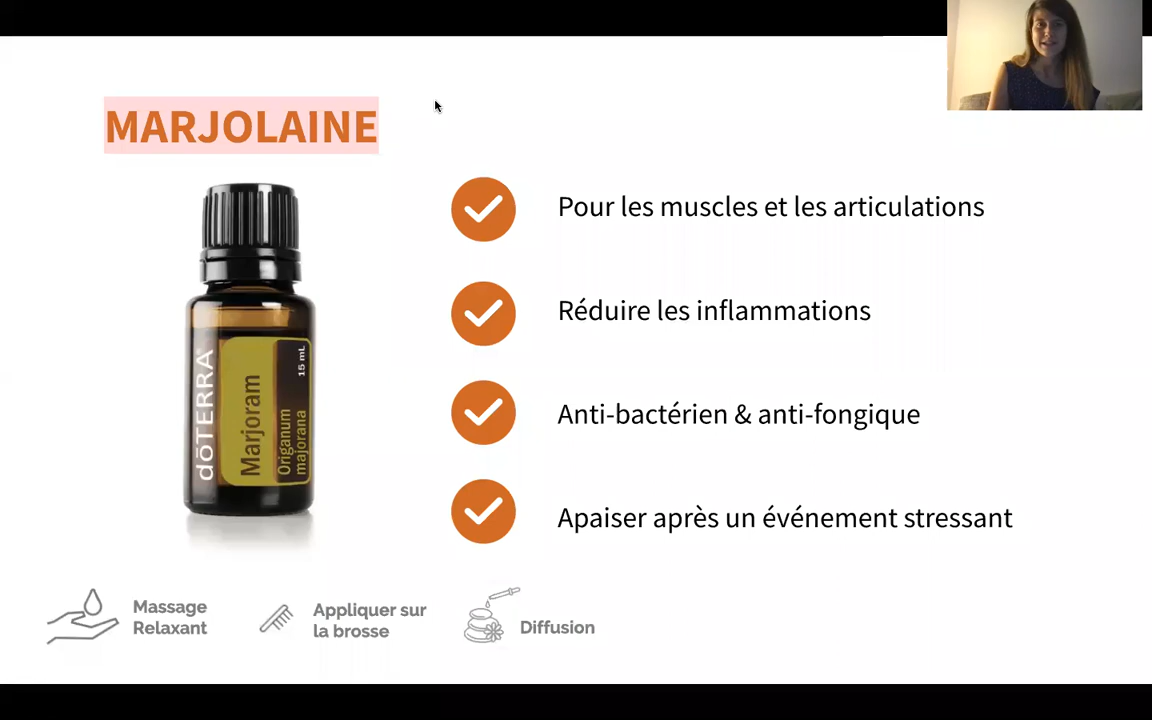 MARJOLAINE
Pour les muscles et les articulations
Réduire les inflammations
Anti-bactérien & anti-fongique
Apaiser après un événement stressant
dōTERRA®
Marjoram
Origanum
majorana
15 mL
Massage
Relaxant
Appliquer sur
la brosse
Diffusion